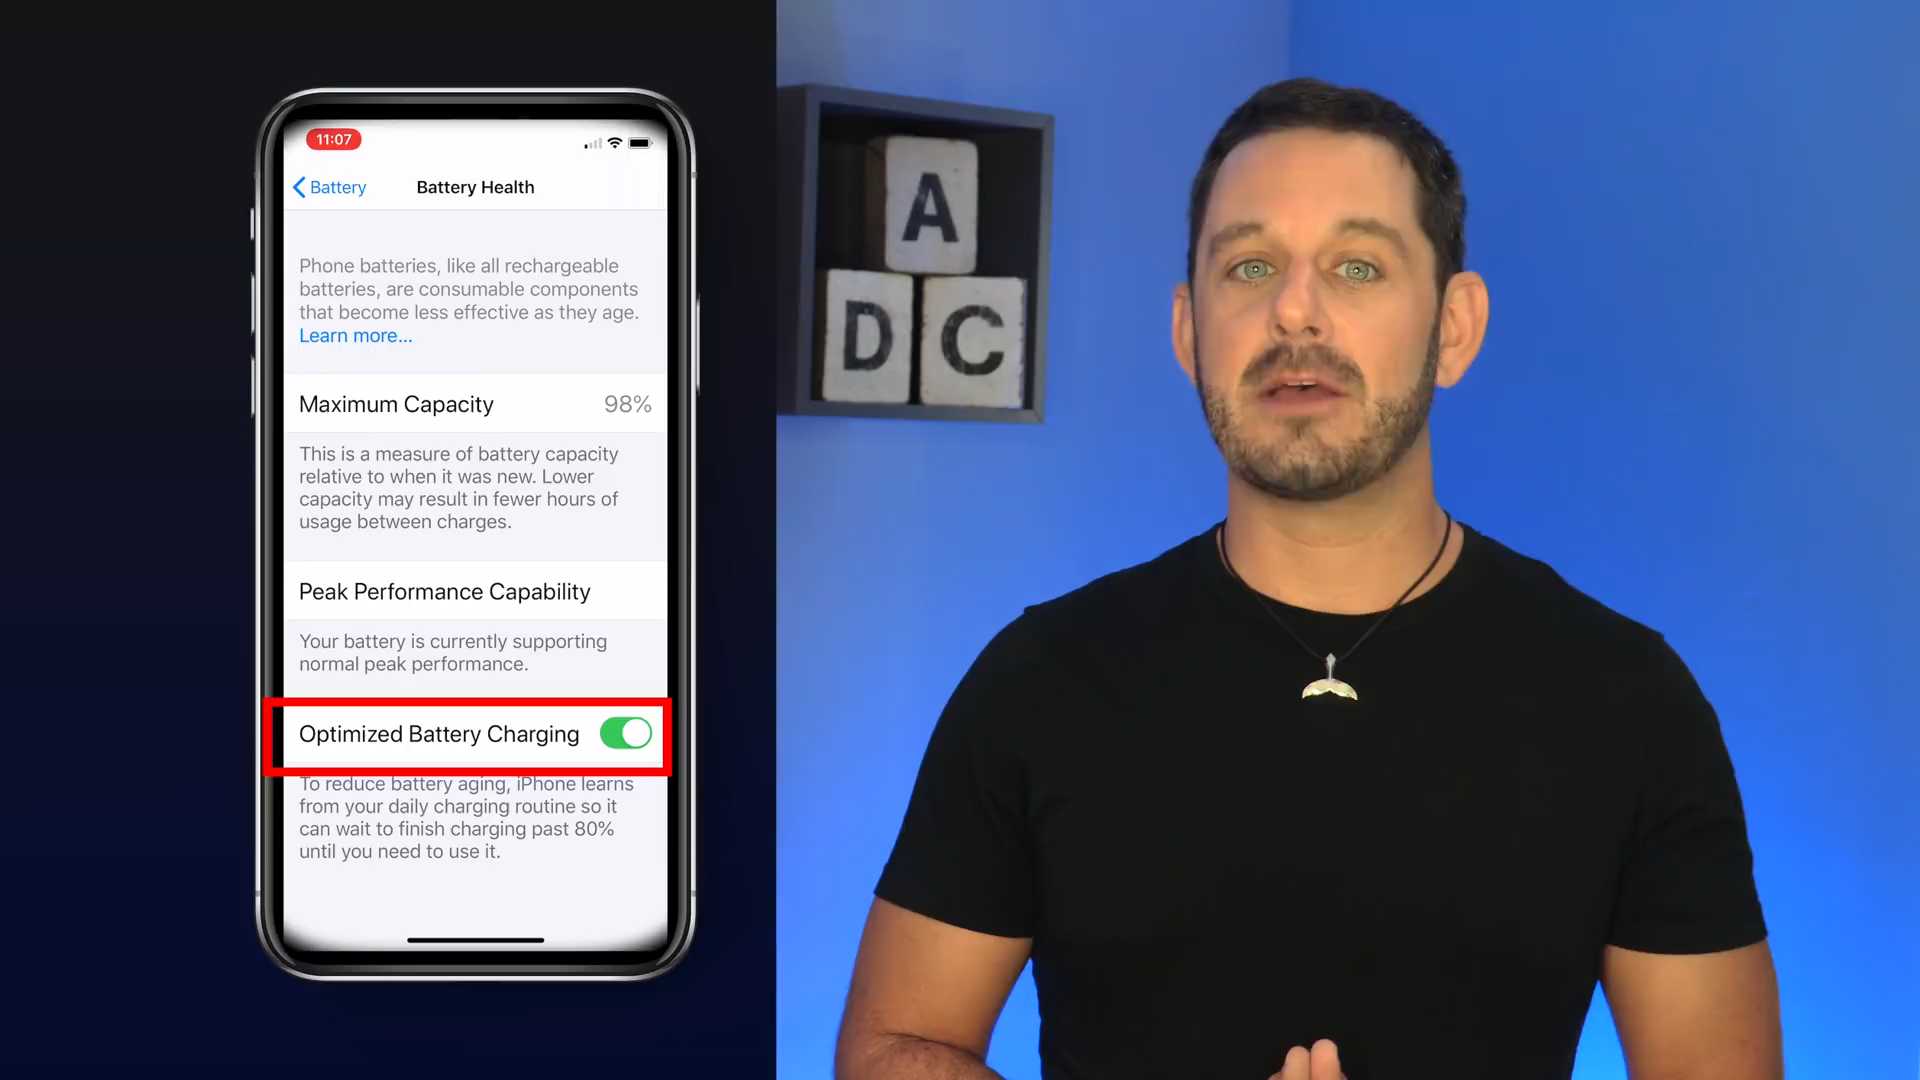 11:07
Battery
Battery Health
Phone batteries, like all rechargeable
batteries, are consumable components
that become less effective as they age.
Learn more...
Maximum Capacity 98%
This is a measure of battery capacity
relative to when it was new. Lower
capacity may result in fewer hours of
usage between charges.
Peak Performance Capability
Your battery is currently supporting
normal peak performance.
Optimized Battery Charging
To reduce battery aging, iPhone learns
from your daily charging routine so it
can wait to finish charging past 80%
until you need to use it.
A
D C